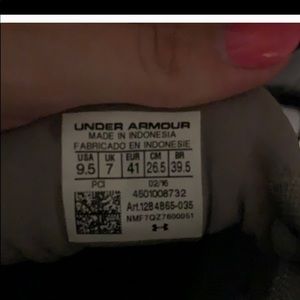 UNDER ARMOUR
MADE IN INDONESIA
FABRICADO EN INDONESIE
USA UK EUR CM BR
9.5 7 41 26.5 39.5
PCI 02/16
4501008732
Art.1284865-035
NMF7QZ7600051